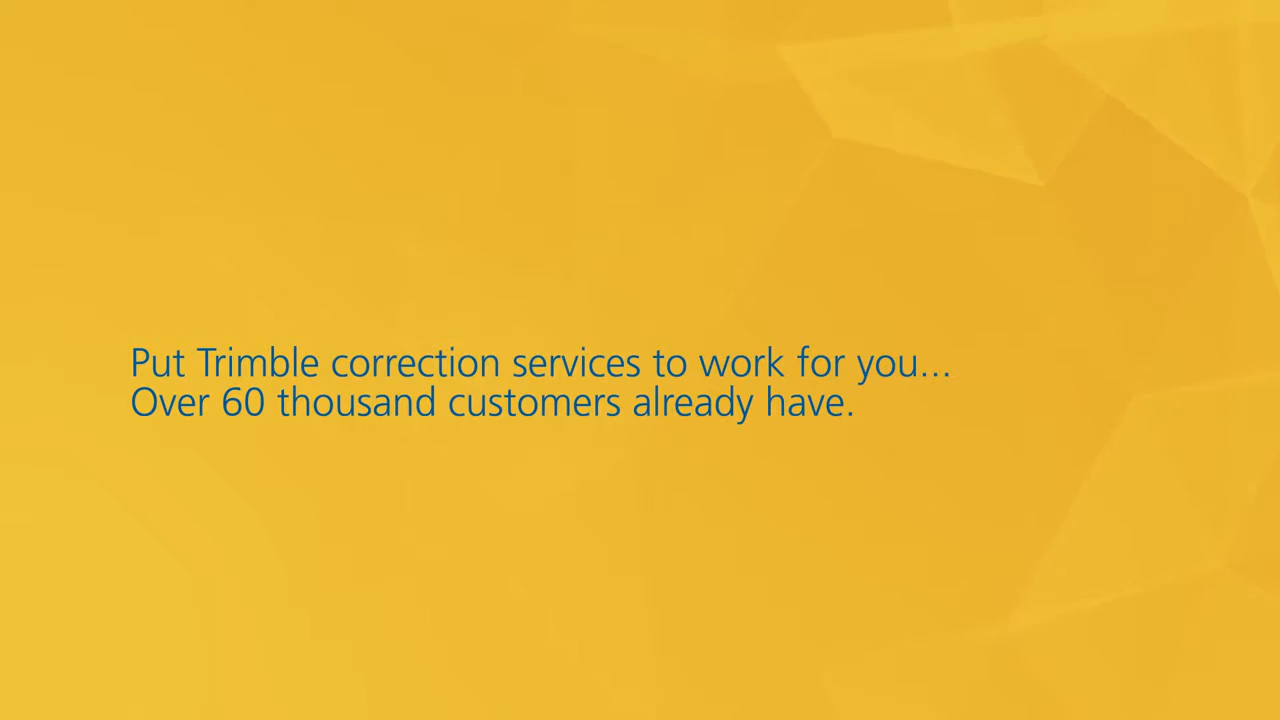 Put Trimble correction services to work for you...
Over 60 thousand customers already have.